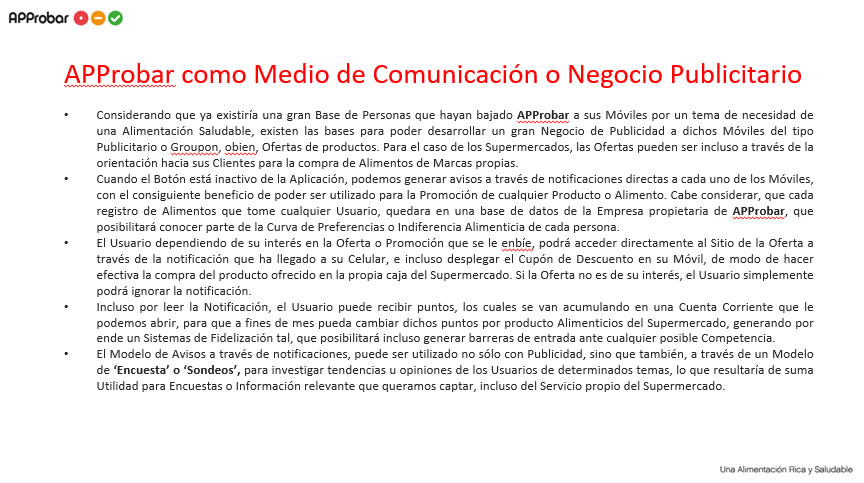 APProbar
APProbar como Medio de Comunicación o Negocio Publicitario
• Considerando que ya existiría una gran Base de Personas que hayan bajado APProbar a sus Móviles por un tema de necesidad de
una Alimentación Saludable, existen las bases para poder desarrollar un gran Negocio de Publicidad a dichos Móviles del tipo
Publicitario o Groupon, obien, Ofertas de productos. Para el caso de los Supermercados, las Ofertas pueden ser incluso a través de la
orientación hacia sus Clientes para la compra de Alimentos de Marcas propias.
• Cuando el Botón está inactivo de la Aplicación, podemos generar avisos a través de notificaciones directas a cada uno de los Móviles,
con el consiguiente beneficio de poder ser utilizado para la Promoción de cualquier Producto o Alimento. Cabe considerar, que cada
registro de Alimentos que tome cualquier Usuario, quedara en una base de datos de la Empresa propietaria de APProbar, que
posibilitará conocer parte de la Curva de Preferencias o Indiferencia Alimenticia de cada persona.
• El Usuario dependiendo de su interés en la Oferta o Promoción que se le enbíe, podrá acceder directamente al Sitio de la Oferta a
través de la notificación que ha llegado a su Celular, e incluso desplegar el Cupón de Descuento en su Móvil, de modo de hacer
efectiva la compra del producto ofrecido en la propia caja del Supermercado. Si la Oferta no es de su interés, el Usuario simplemente
podrá ignorar la notificación.
• Incluso por leer la Notificación, el Usuario puede recibir puntos, los cuales se van acumulando en una Cuenta Corriente que le
podemos abrir, para que a fines de mes pueda cambiar dichos puntos por producto Alimenticios del Supermercado, generando por
ende un Sistemas de Fidelización tal, que posibilitará incluso generar barreras de entrada ante cualquier posible Competencia.
• El Modelo de Avisos a través de notificaciones, puede ser utilizado no sólo con Publicidad, sino que también, a través de un Modelo
de ‘Encuesta’ o ‘Sondeos’, para investigar tendencias u opiniones de los Usuarios de determinados temas, lo que resultaría de suma
Utilidad para Encuestas o Información relevante que queramos captar, incluso del Servicio propio del Supermercado.
Una Alimentación Rica y Saludable